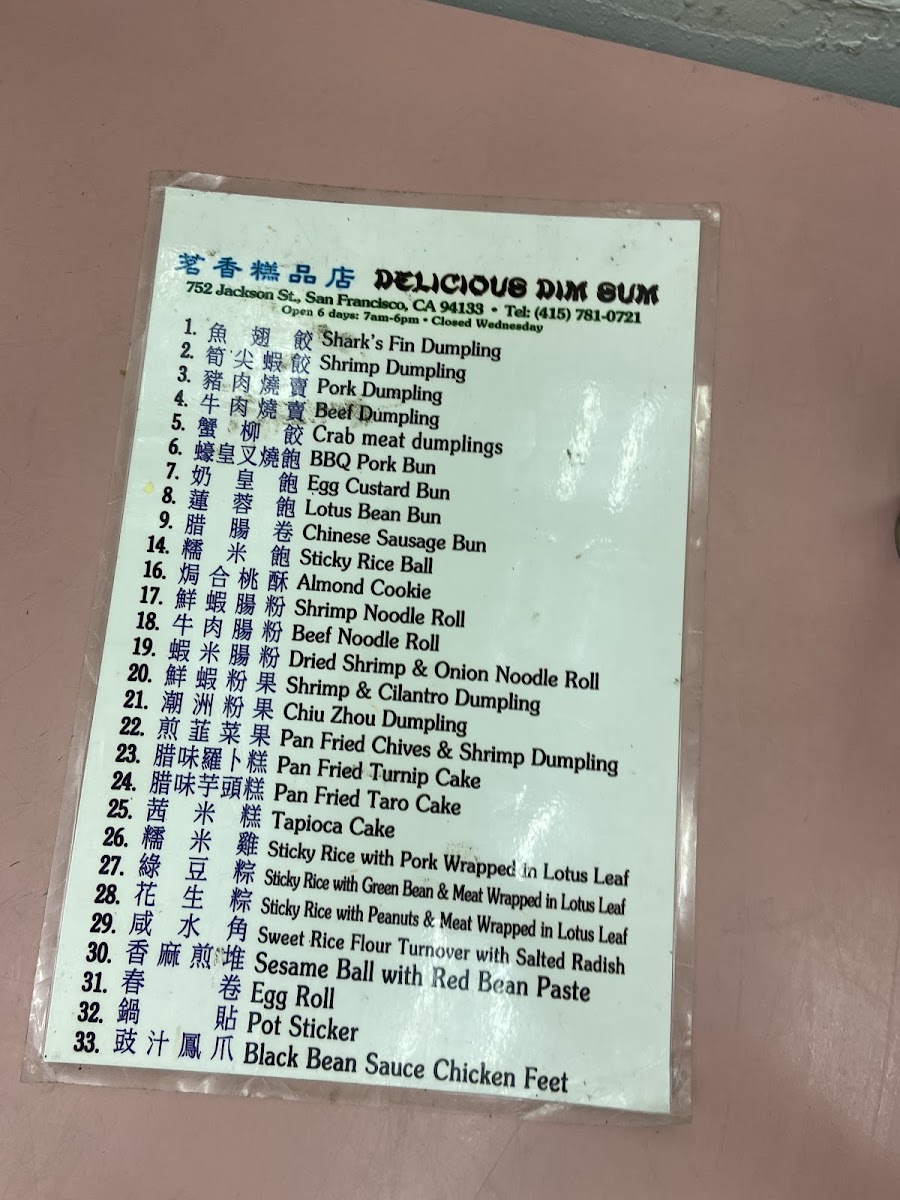 茗香糕品店 DELICIOUS DIM SUM
752 Jackson St., San Francisco, CA 94133 • Tel: (415) 781-0721
Open 6 days: 7am-6pm • Closed Wednesday
1. 魚翅餃 Shark's Fin Dumpling
2. 筍尖蝦餃 Shrimp Dumpling
3. 豬肉燒賣 Pork Dumpling
4. 牛肉燒賣 Beef Dumpling
5. 蟹柳餃 Crab meat dumplings
6. 蠔皇叉燒飽 BBQ Pork Bun
7. 奶皇飽 Egg Custard Bun
8. 蓮蓉飽 Lotus Bean Bun
9. 腊腸卷 Chinese Sausage Bun
14. 糯米飽 Sticky Rice Ball
16. 焗合桃酥 Almond Cookie
17. 鮮蝦腸粉 Shrimp Noodle Roll
18. 牛肉腸粉 Beef Noodle Roll
19. 蝦米腸粉 Dried Shrimp & Onion Noodle Roll
20. 鮮蝦粉果 Shrimp & Cilantro Dumpling
21. 潮洲粉果 Chiu Zhou Dumpling
22. 煎韮菜果 Pan Fried Chives & Shrimp Dumpling
23. 腊味羅卜糕 Pan Fried Turnip Cake
24. 腊味芋頭糕 Pan Fried Taro Cake
25. 茜米糕 Tapioca Cake
26. 糯米雞 Sticky Rice with Pork Wrapped in Lotus Leaf
27. 綠豆粽 Sticky Rice with Green Bean & Meat Wrapped in Lotus Leaf
28. 花生粽 Sticky Rice with Peanuts & Meat Wrapped in Lotus Leaf
29. 咸水角 Sweet Rice Flour Turnover with Salted Radish
30. 香麻煎堆 Sesame Ball with Red Bean Paste
31. 春卷 Egg Roll
32. 鍋貼 Pot Sticker
33. 豉汁鳳爪 Black Bean Sauce Chicken Feet